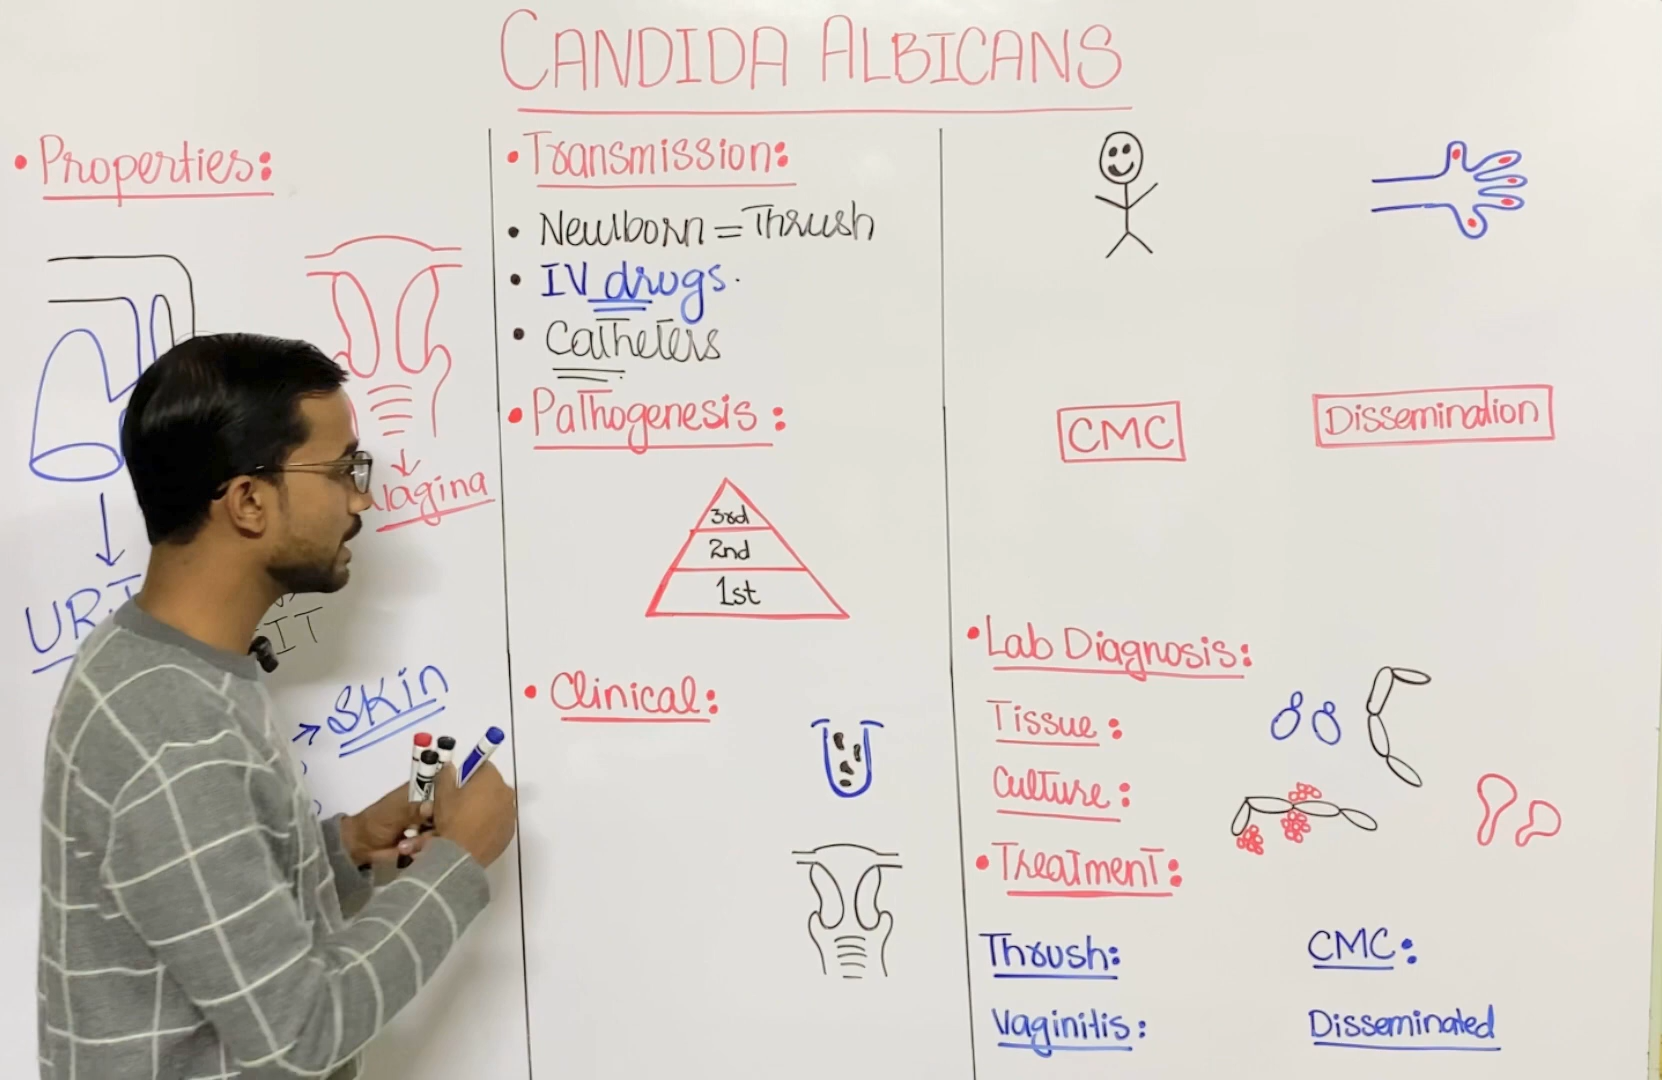 CANDIDA ALBICANS
• Properties:
Vagina
GIT
SKin
• Transmission:
• Newborn = Thrush
• IV drugs.
• Catheters
• Pathogenesis:
3rd
2nd
1st
• Clinical:
CMC
Dissemination
• Lab Diagnosis:
Tissue:
Culture:
• Treatment:
Thrush:
CMC:
Vaginitis:
Disseminated